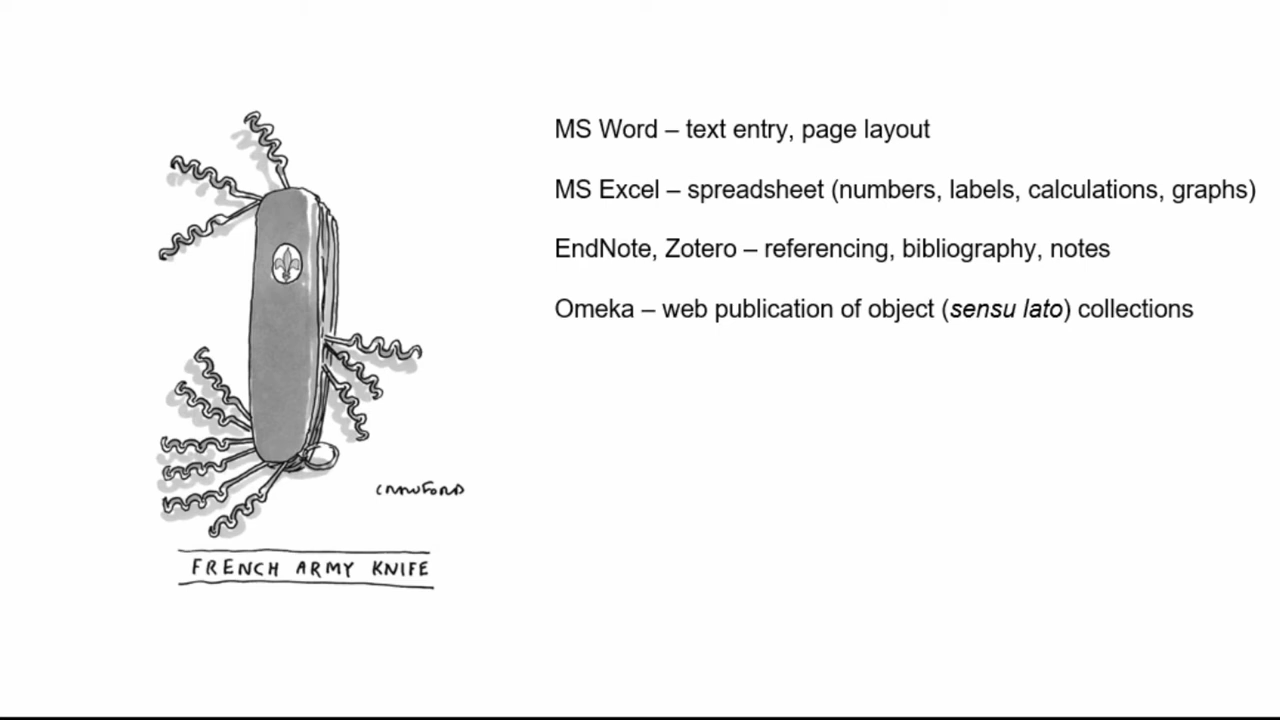 MS Word – text entry, page layout
MS Excel – spreadsheet (numbers, labels, calculations, graphs)
EndNote, Zotero – referencing, bibliography, notes
Omeka – web publication of object (sensu lato) collections
CRAWFORD
FRENCH ARMY KNIFE